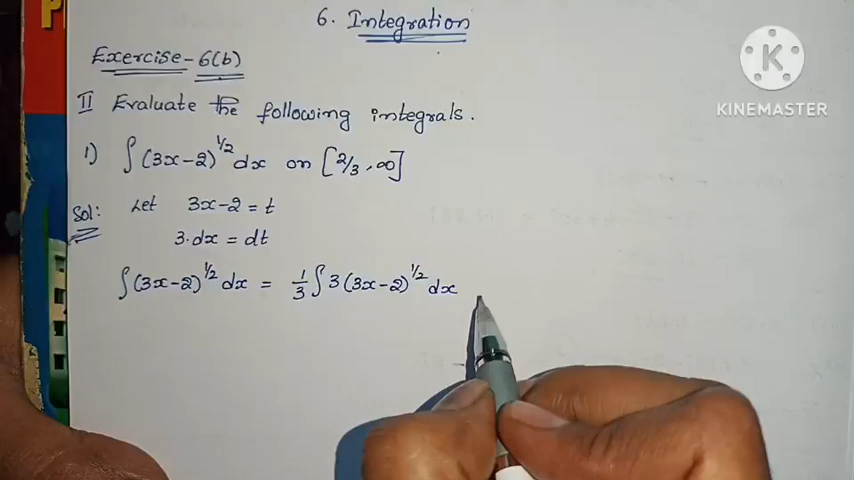 6. Integration
Exercise-6(b)
II Evaluate the following integrals.
1) ∫(3x-2)^1/2 dx on [2/3, ∞]
Sol: Let 3x-2 = t
3.dx = dt
∫(3x-2)^1/2 dx = 1/3 ∫3(3x-2)^1/2 dx
K
KINEMASTER